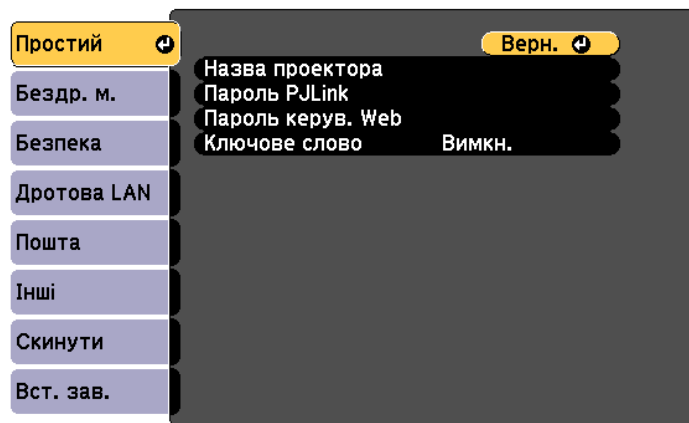 Простий
Верн.
Назва проектора
Бездр. м.
Пароль PJLink
Пароль керув. Web
Безпека
Ключове слово Вимкн.
Дротова LAN
Пошта
Інші
Скинути
Вст. зав.